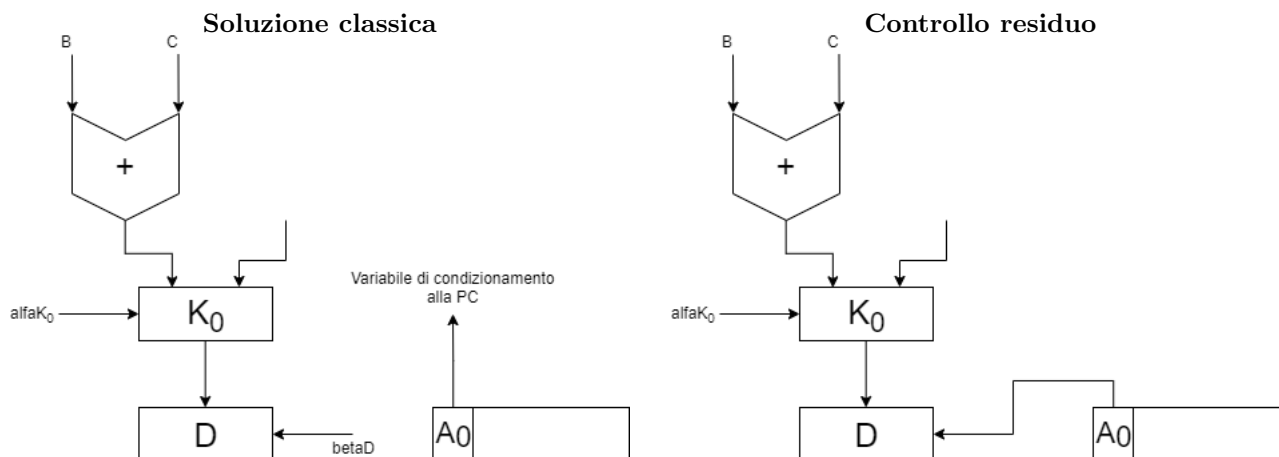 Soluzione classica
B
C
+
K0
alfaK0
Variabile di condizionamento
alla PC
D
betaD
A0
Controllo residuo
B
C
+
K0
alfaK0
D
A0